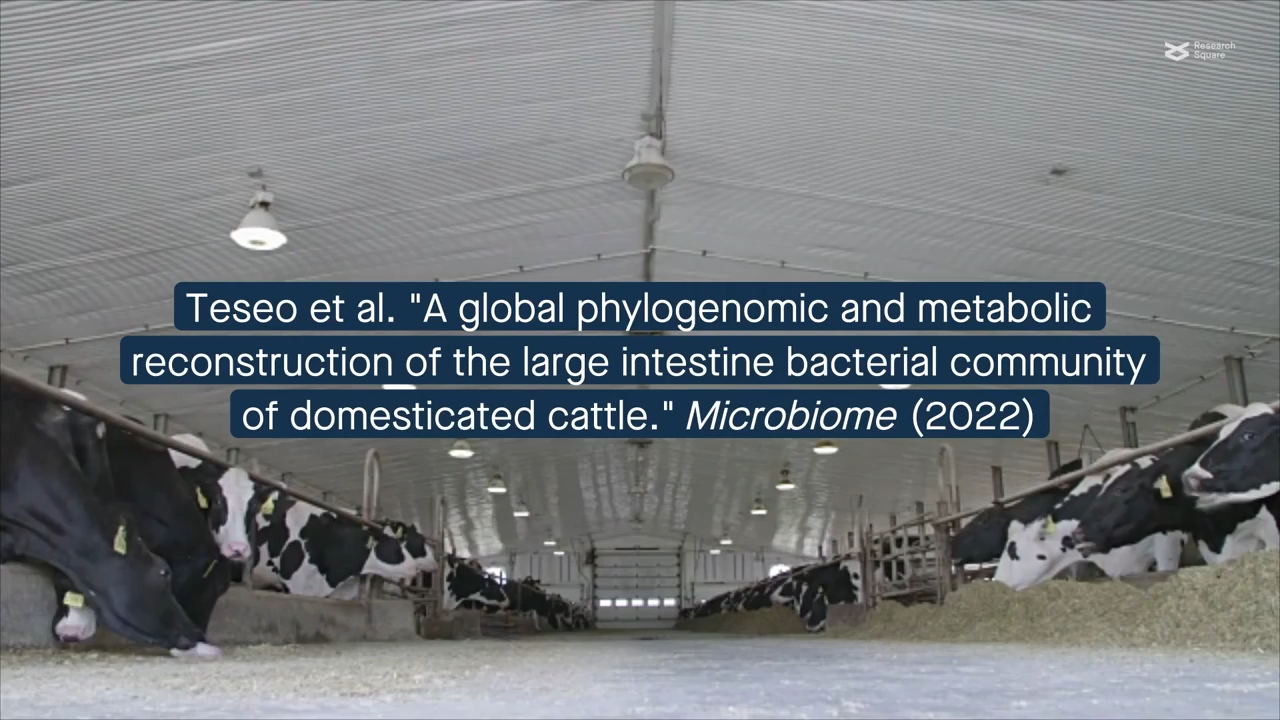 Research
Square
Teseo et al. "A global phylogenomic and metabolic
reconstruction of the large intestine bacterial community
of domesticated cattle." Microbiome (2022)